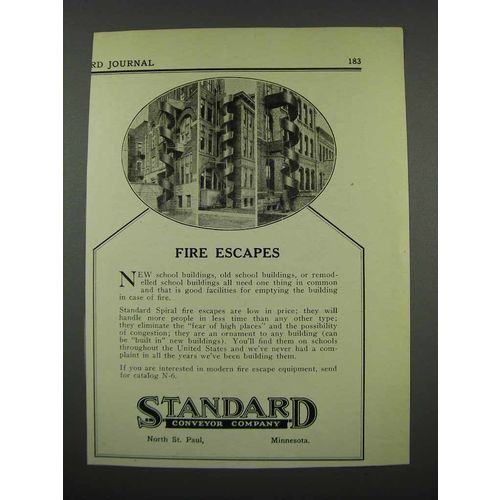 RD JOURNAL 183
FIRE ESCAPES
NEW school buildings, old school buildings, or remod-
elled school buildings all need one thing in common
and that is good facilities for emptying the building
in case of fire.
Standard Spiral fire escapes are low in price; they will
handle more people in less time than any other type;
they eliminate the "fear of high places" and the possibility
of congestion; they are an ornament to any building (can
be "built in" new buildings). You'll find them on schools
throughout the United States and we've never had a com-
plaint in all the years we've been building them.
If you are interested in modern fire escape equipment, send
for catalog N-6.
STANDARD
CONVEYOR COMPANY
North St. Paul, Minnesota.